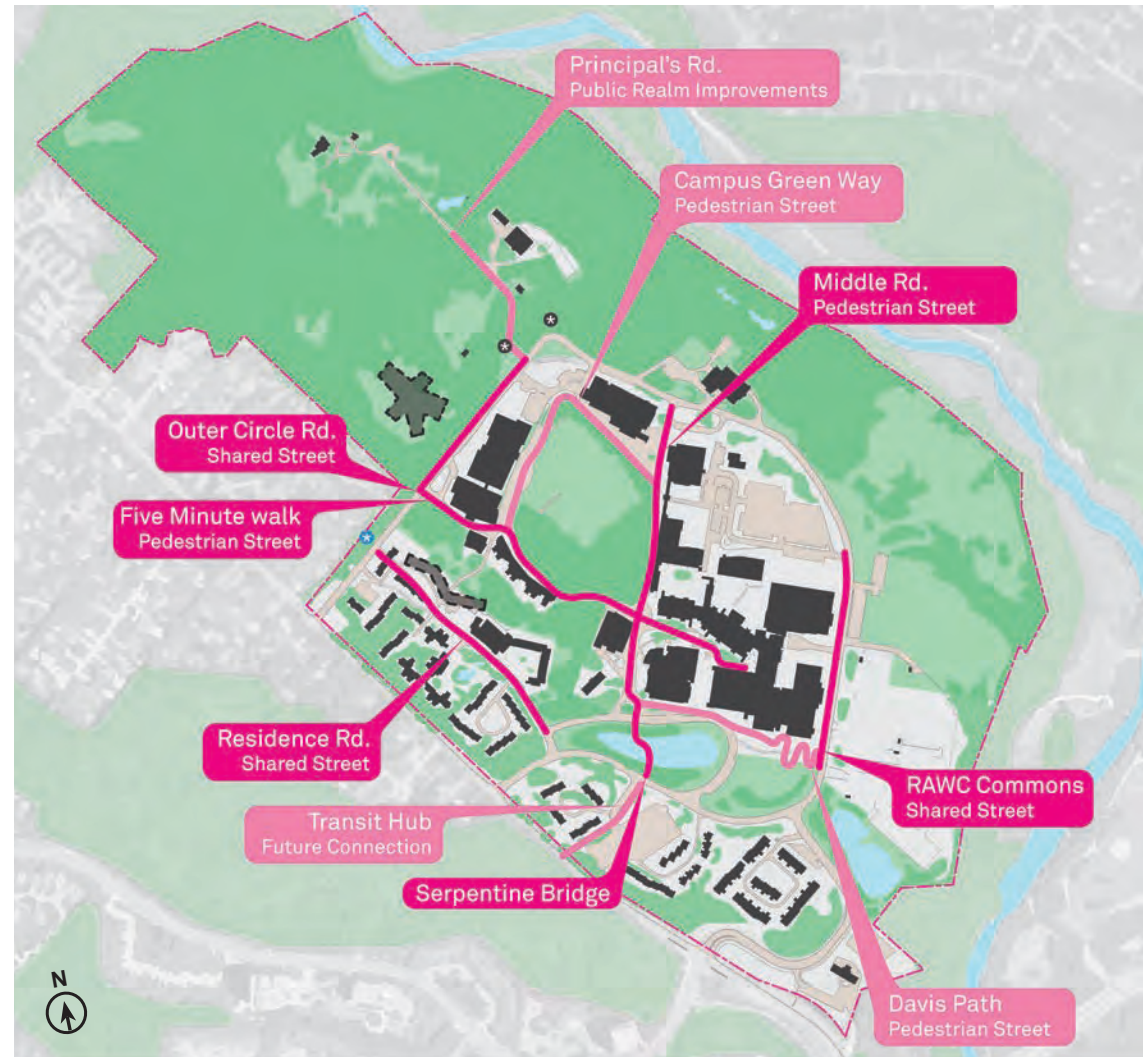 Principal's Rd.
Public Realm Improvements
Campus Green Way
Pedestrian Street
Middle Rd.
Pedestrian Street
Outer Circle Rd.
Shared Street
Five Minute walk
Pedestrian Street
Residence Rd.
Shared Street
RAWC Commons
Shared Street
Transit Hub
Future Connection
Serpentine Bridge
Davis Path
Pedestrian Street
N